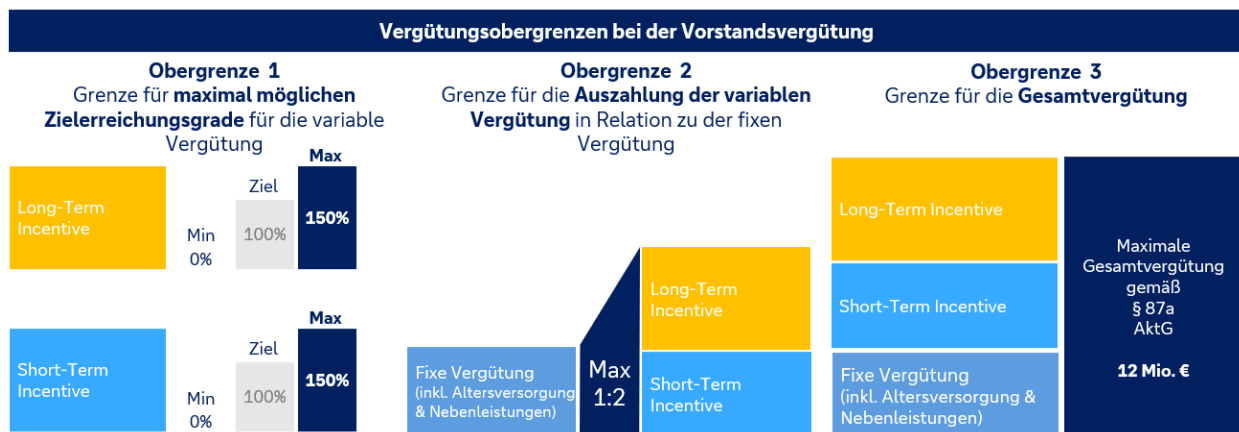 Vergütungsobergrenzen bei der Vorstandsvergütung
Obergrenze 1
Grenze für maximal möglichen
Zielerreichungsgrade für die variable
Vergütung
Long-Term
Incentive
Min
0%
Ziel
100%
Max
150%
Short-Term
Incentive
Min
0%
Ziel
100%
Max
150%
Obergrenze 2
Grenze für die Auszahlung der variablen
Vergütung in Relation zu der fixen
Vergütung
Fixe Vergütung
(inkl. Altersversorgung
& Nebenleistungen)
Max
1:2
Long-Term
Incentive
Short-Term
Incentive
Obergrenze 3
Grenze für die Gesamtvergütung
Long-Term Incentive
Short-Term Incentive
Fixe Vergütung
(inkl. Altersversorgung &
Nebenleistungen)
Maximale
Gesamtvergütung
gemäß
§ 87a
AktG
12 Mio. €